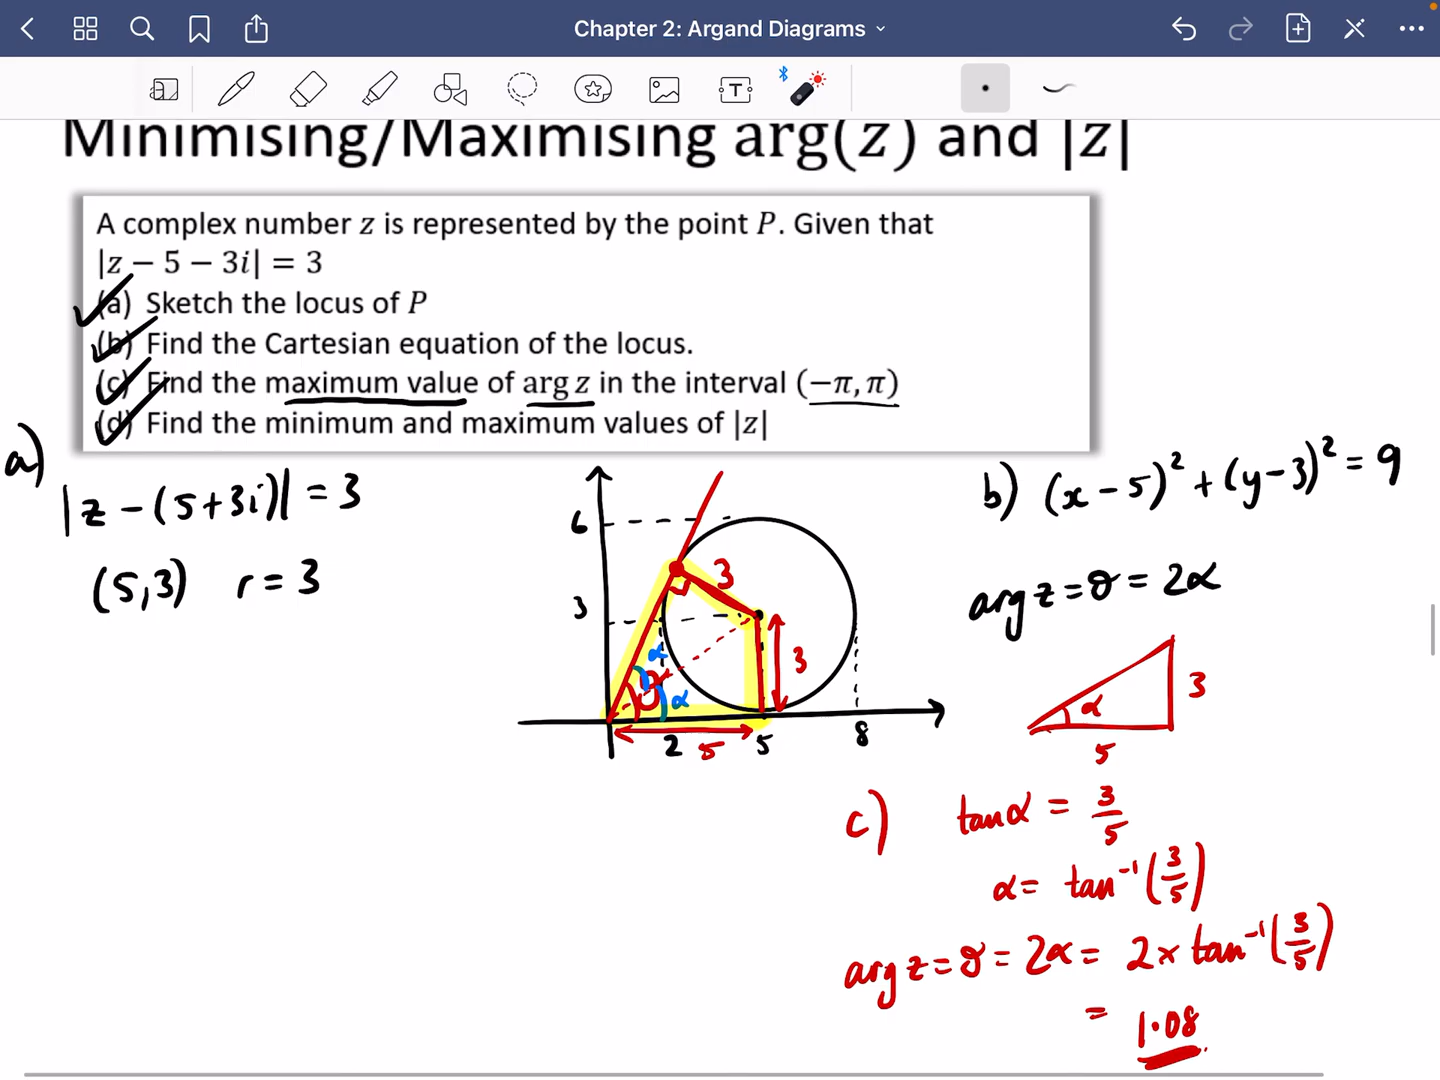 Chapter 2: Argand Diagrams
Minimising/Maximising arg(z) and |z|
A complex number z is represented by the point P. Given that
|z − 5 − 3i| = 3
(a) Sketch the locus of P
(b) Find the Cartesian equation of the locus.
(c) Find the maximum value of arg z in the interval (−π, π)
(d) Find the minimum and maximum values of |z|
a)
|z − (5+3i)| = 3
(5,3) r = 3
6
3
3
3
α
θ
α
2
5
5
8
b) (x − 5)² + (y − 3)² = 9
arg z = θ = 2α
α
3
5
c) tan α = 3/5
α = tan⁻¹(3/5)
arg z = θ = 2α = 2 × tan⁻¹(3/5)
= 1·08